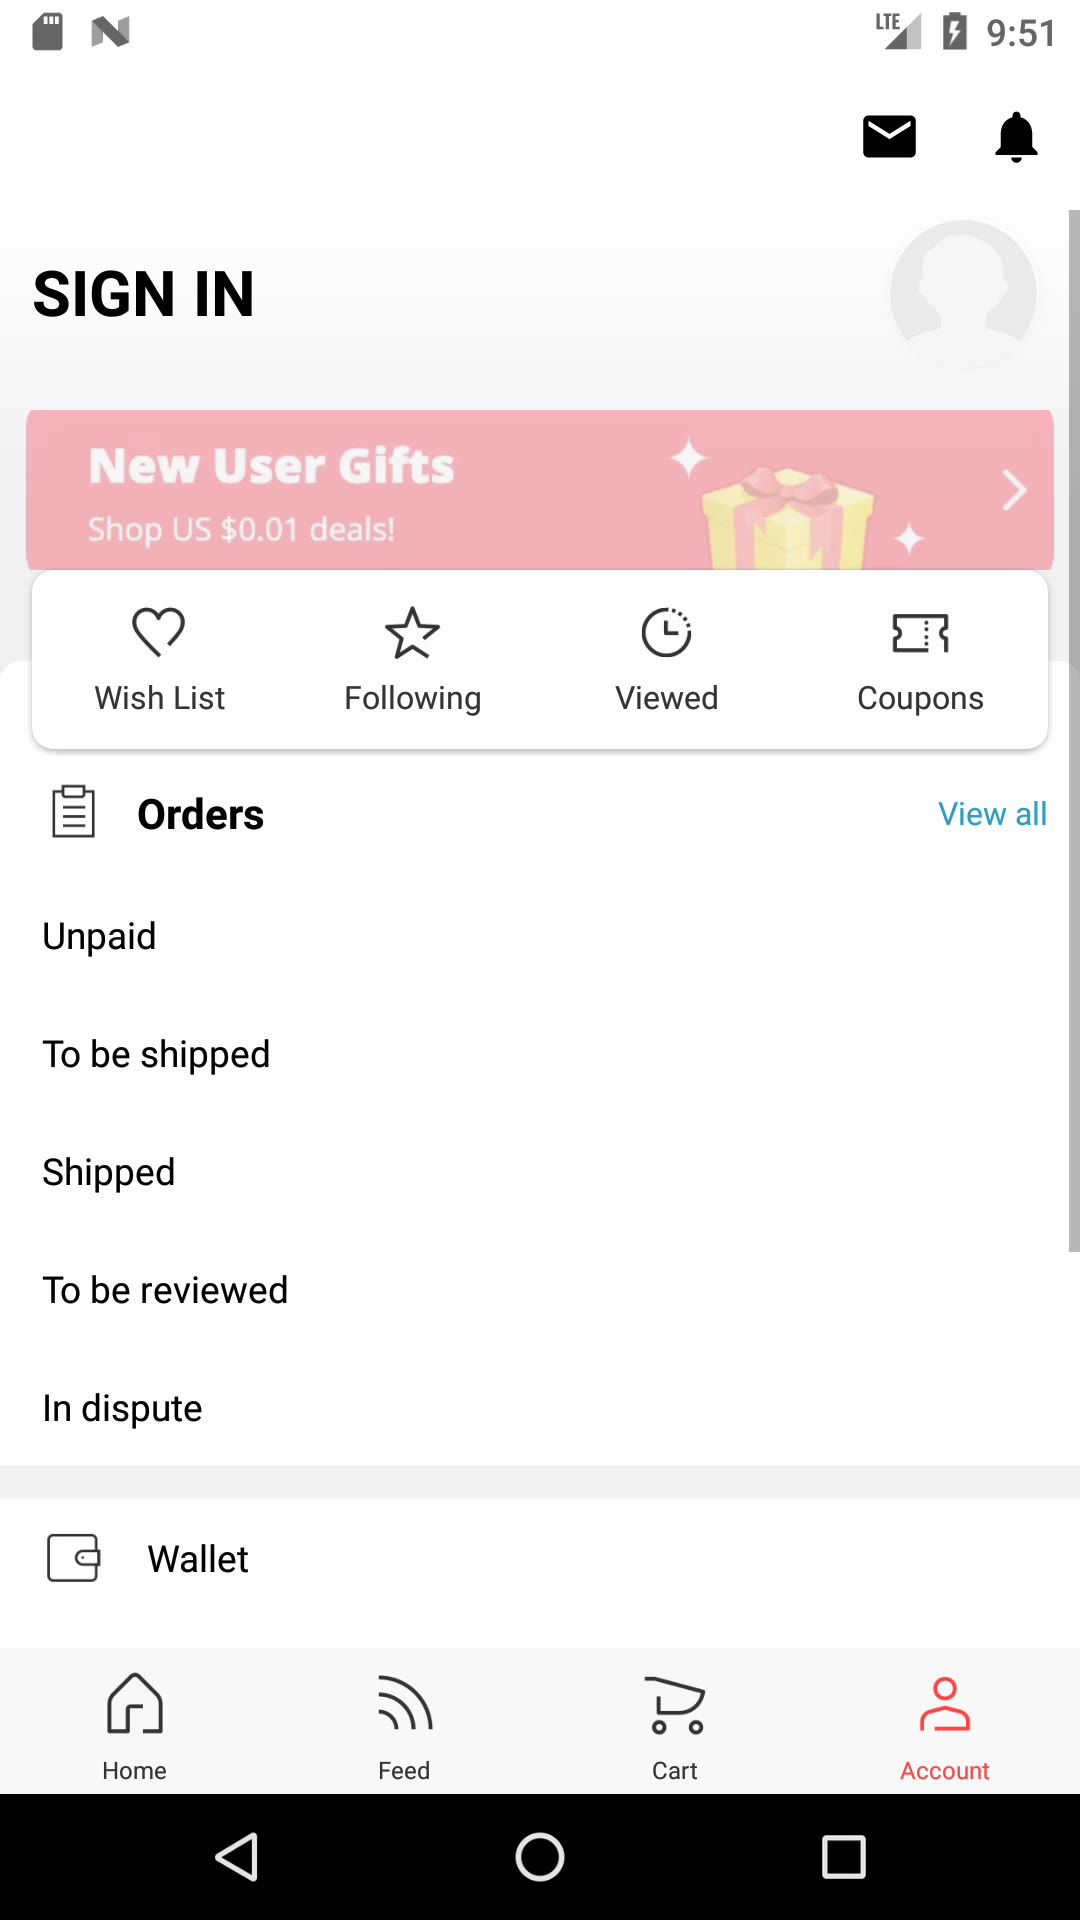 LTE 9:51
SIGN IN
New User Gifts
Shop US $0.01 deals!
Wish List Following Viewed Coupons
Orders View all
Unpaid
To be shipped
Shipped
To be reviewed
In dispute
Wallet
Home Feed Cart Account